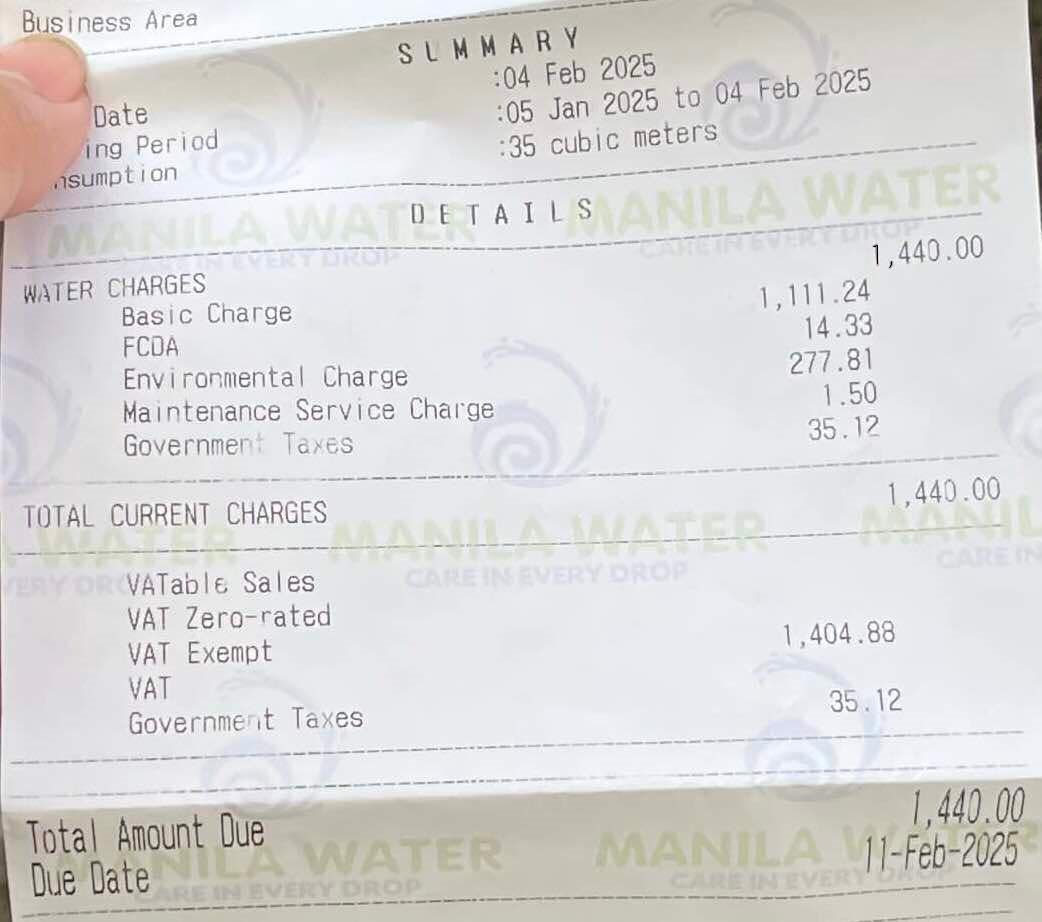 Business Area
SUMMARY
Date :04 Feb 2025
ing Period :05 Jan 2025 to 04 Feb 2025
nsumption :35 cubic meters
DETAILS
WATER CHARGES 1,440.00
Basic Charge 1,111.24
FCDA 14.33
Environmental Charge 277.81
Maintenance Service Charge 1.50
Government Taxes 35.12
TOTAL CURRENT CHARGES 1,440.00
VATable Sales
VAT Zero-rated
VAT Exempt 1,404.88
VAT
Government Taxes 35.12
Total Amount Due 1,440.00
Due Date 11-Feb-2025
MANILA WATER
CARE IN EVERY DROP